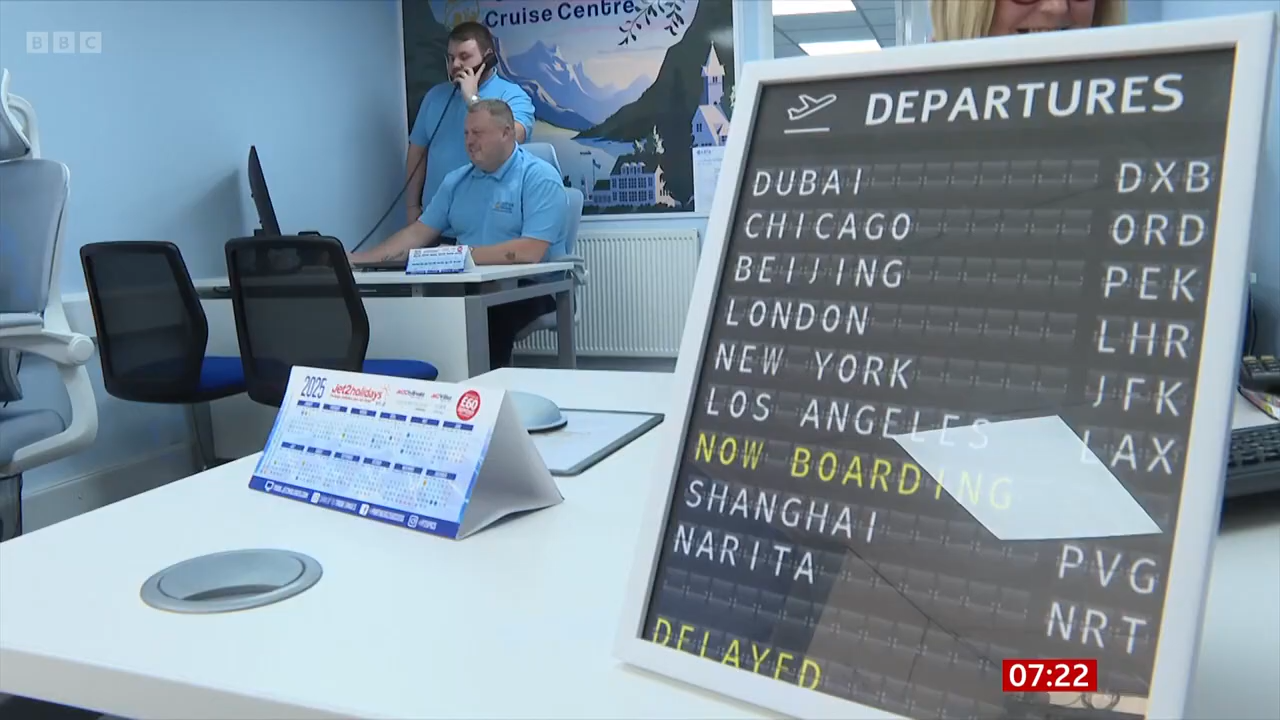 BBC
Cruise Centre
DEPARTURES
DUBAI DXB
CHICAGO ORD
BEIJING PEK
LONDON LHR
NEW YORK JFK
LOS ANGELES LAX
NOW BOARDING
SHANGHAI PVG
NARITA NRT
DELAYED
2025 Jet2holidays
£60
07:22